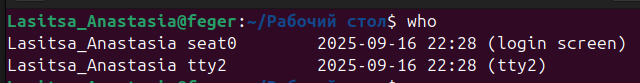 Lasitsa_Anastasia@feger:~/Рабочий стол$ who
Lasitsa_Anastasia seat0        2025-09-16 22:28 (login screen)
Lasitsa_Anastasia tty2         2025-09-16 22:28 (tty2)